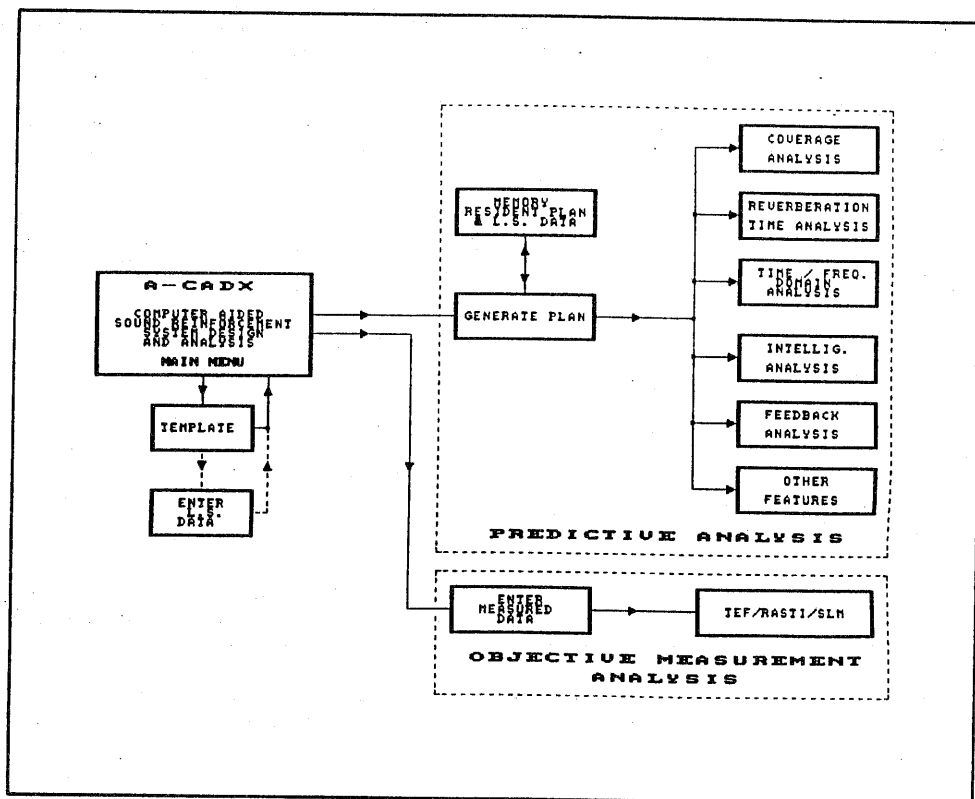 COVERAGE
ANALYSIS
MEMORY
RESIDENT PLAN
& L.S. DATA
REVERBERATION
TIME ANALYSIS
TIME / FREQ.
DOMAIN
ANALYSIS
A-CADX
COMPUTER AIDED
SOUND REINFORCEMENT
SYSTEM DESIGN
AND ANALYSIS
MAIN MENU
GENERATE PLAN
INTELLIG.
ANALYSIS
TEMPLATE
FEEDBACK
ANALYSIS
ENTER
L.S.
DATA
OTHER
FEATURES
PREDICTIVE ANALYSIS
ENTER
MEASURED
DATA
TEF/RASTI/SLM
OBJECTIVE MEASUREMENT
ANALYSIS